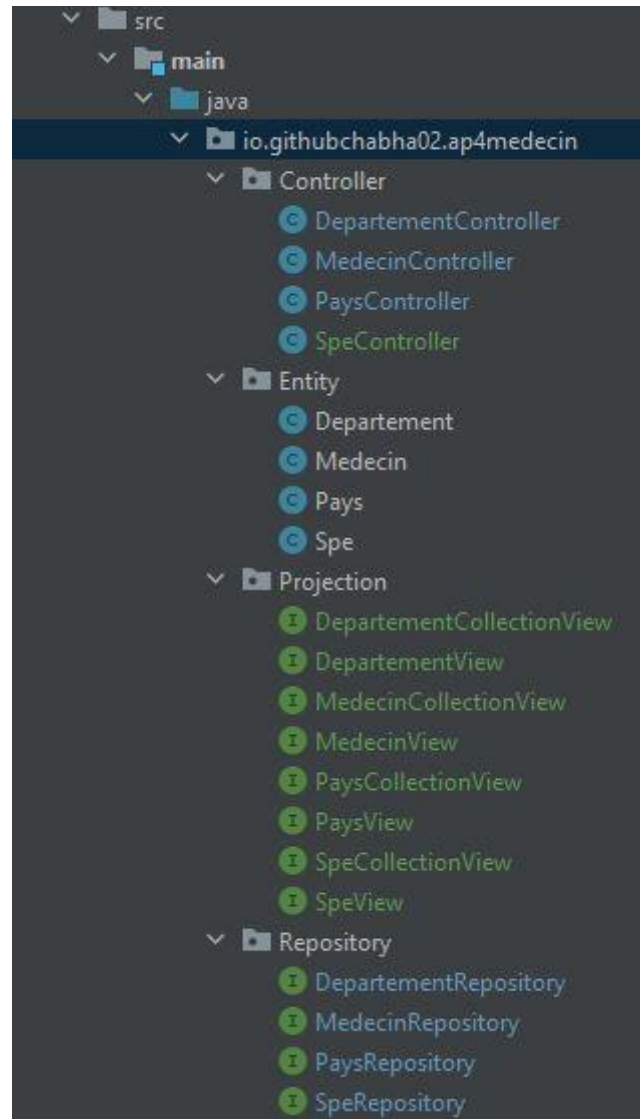 src
main
java
io.githubchabha02.ap4medecin
Controller
C DepartementController
C MedecinController
C PaysController
C SpeController
Entity
C Departement
C Medecin
C Pays
C Spe
Projection
I DepartementCollectionView
I DepartementView
I MedecinCollectionView
I MedecinView
I PaysCollectionView
I PaysView
I SpeCollectionView
I SpeView
Repository
I DepartementRepository
I MedecinRepository
I PaysRepository
I SpeRepository